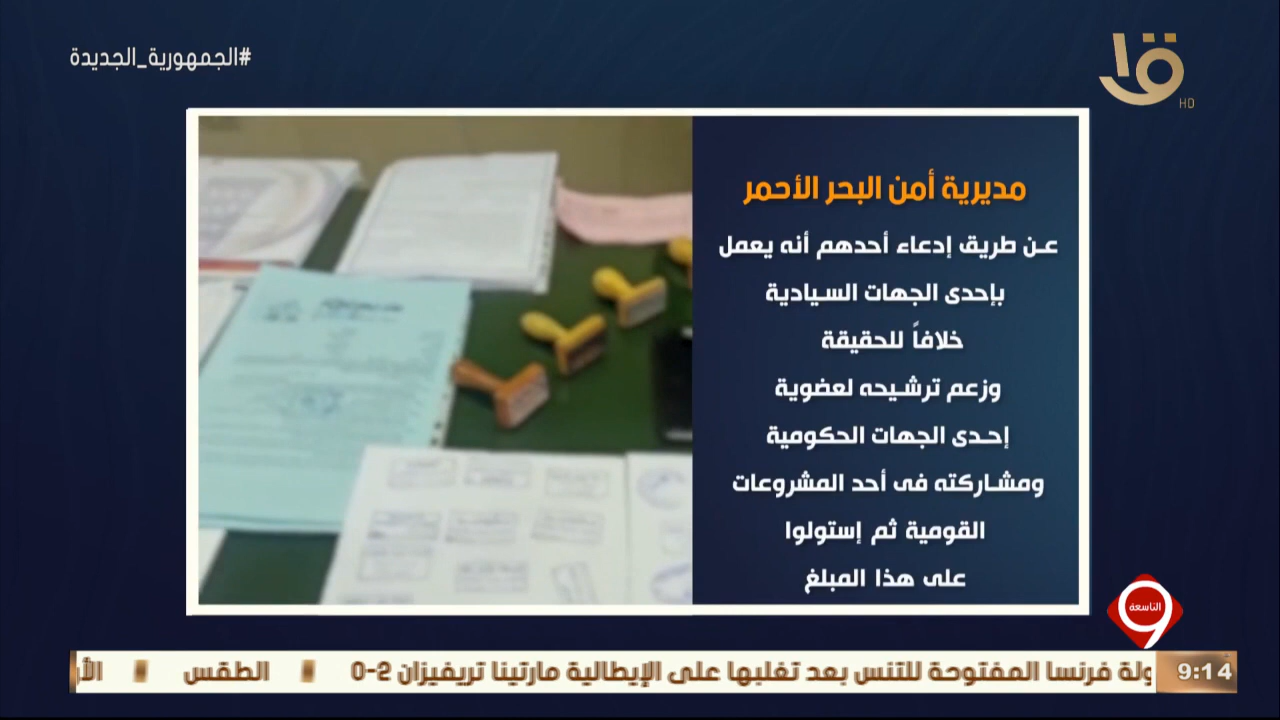 #الجمهورية_الجديدة
HD
مديرية أمن البحر الأحمر
عن طريق إدعاء أحدهم أنه يعمل
بإحدى الجهات السيادية
خلافاً للحقيقة
وزعم ترشيحه لعضوية
إحدى الجهات الحكومية
ومشاركته فى أحد المشروعات
القومية ثم إستولوا
على هذا المبلغ
التاسعة
9
ولة فرنسا المفتوحة للتنس بعد تغلبها على الإيطالية مارتينا تريفيزان 2-0 الطقس
9:14